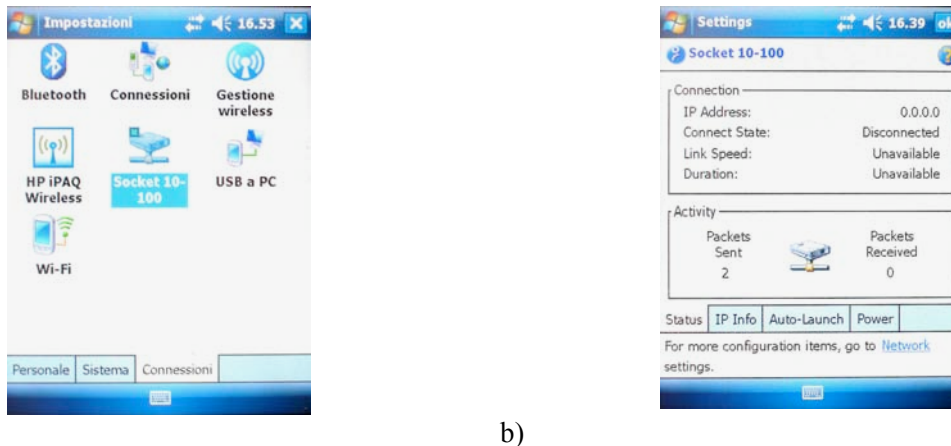 Impostazioni 16.53
Bluetooth Connessioni Gestione wireless
HP iPAQ Wireless Socket 10-100 USB a PC
Wi-Fi
Personale Sistema Connessioni
Settings 16.39 ok
Socket 10-100
Connection
IP Address: 0.0.0.0
Connect State: Disconnected
Link Speed: Unavailable
Duration: Unavailable
Activity
Packets Sent Packets Received
2 0
Status IP Info Auto-Launch Power
For more configuration items, go to Network
settings.
b)